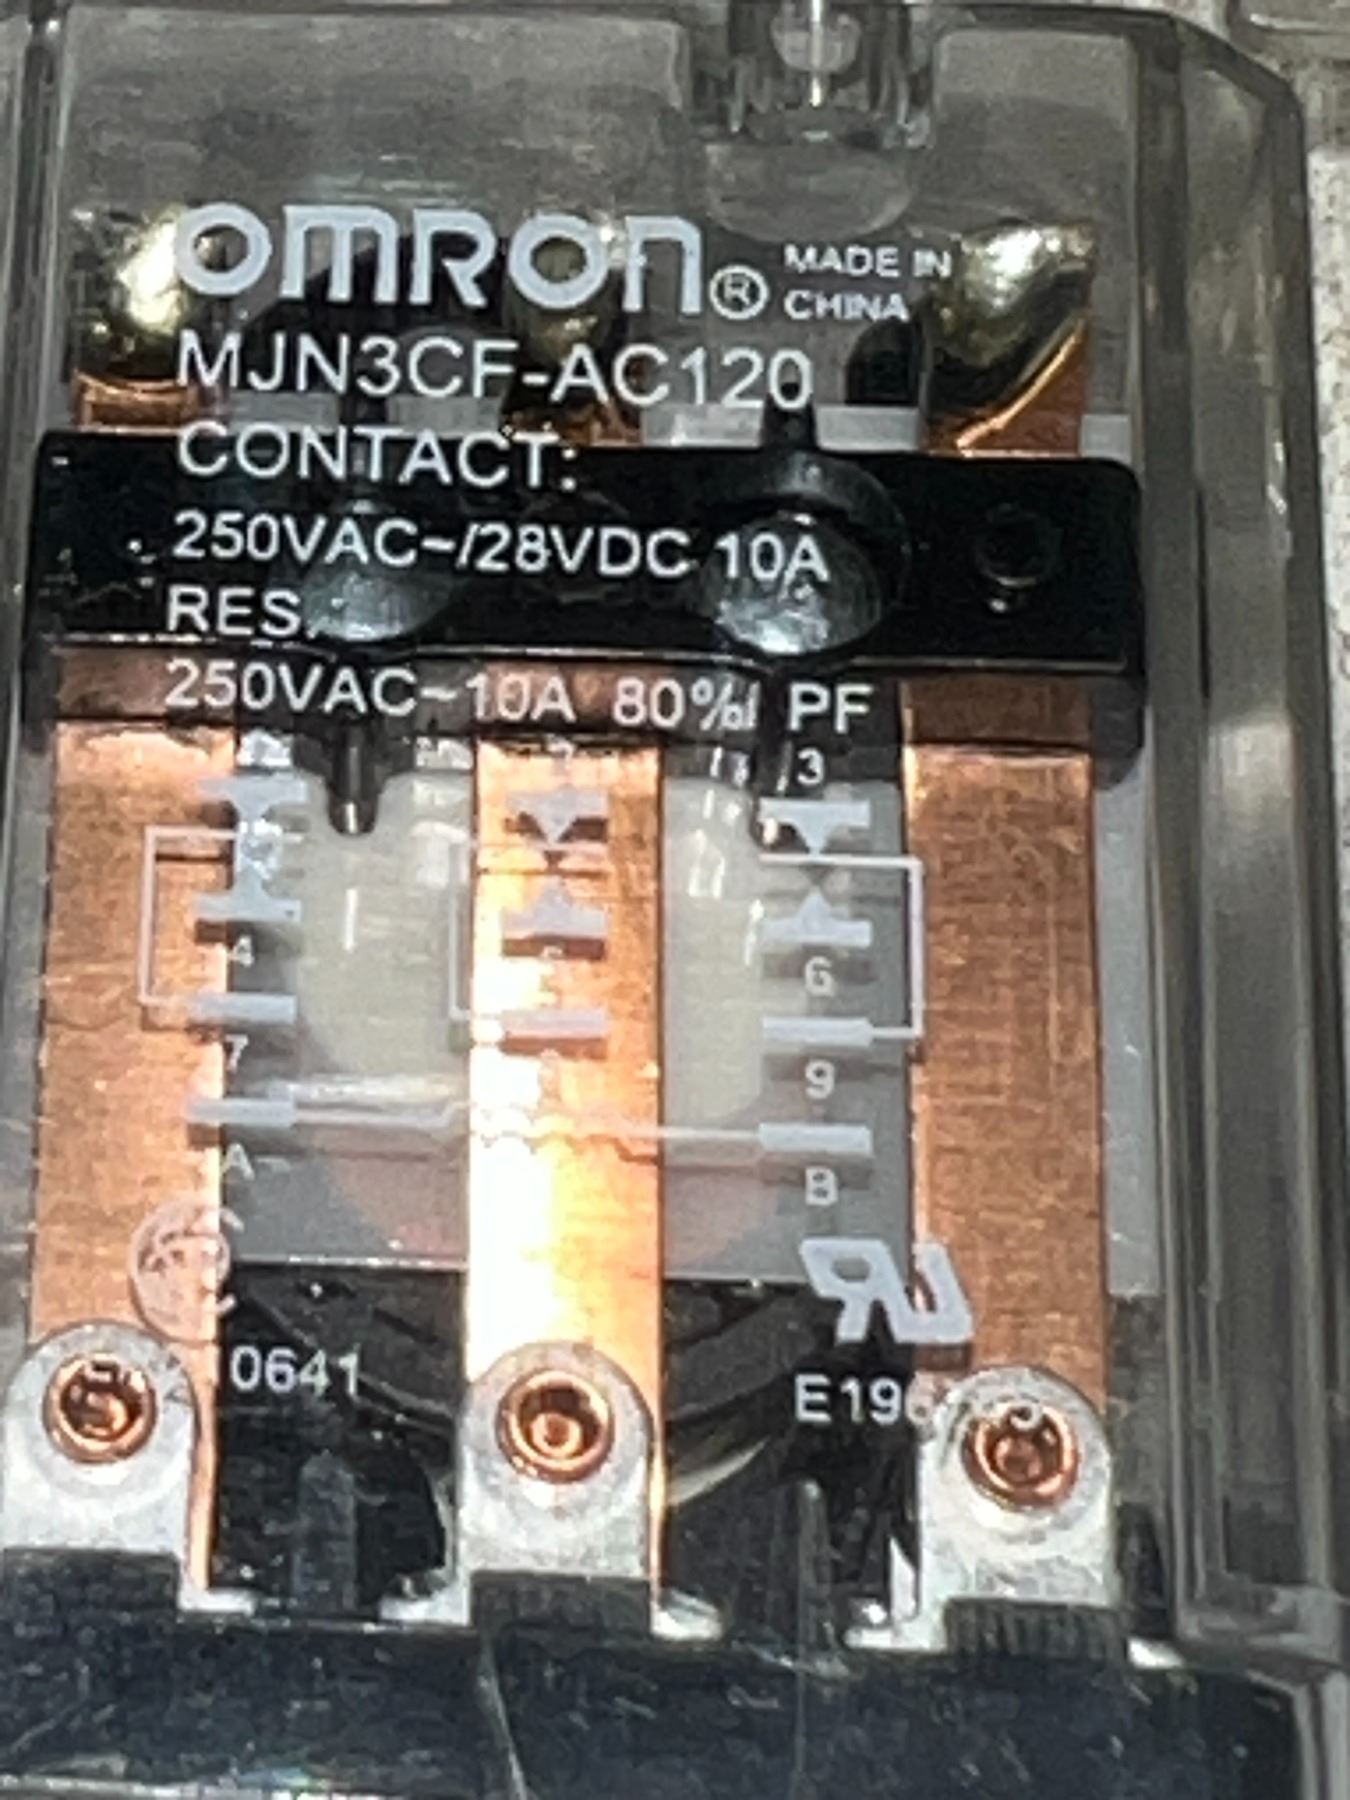 omron® MADE IN
CHINA
MJN3CF-AC120
CONTACT:
250VAC~/28VDC 10A
RES.
250VAC~10A 80% PF
3
4
6
7
9
A
B
0641